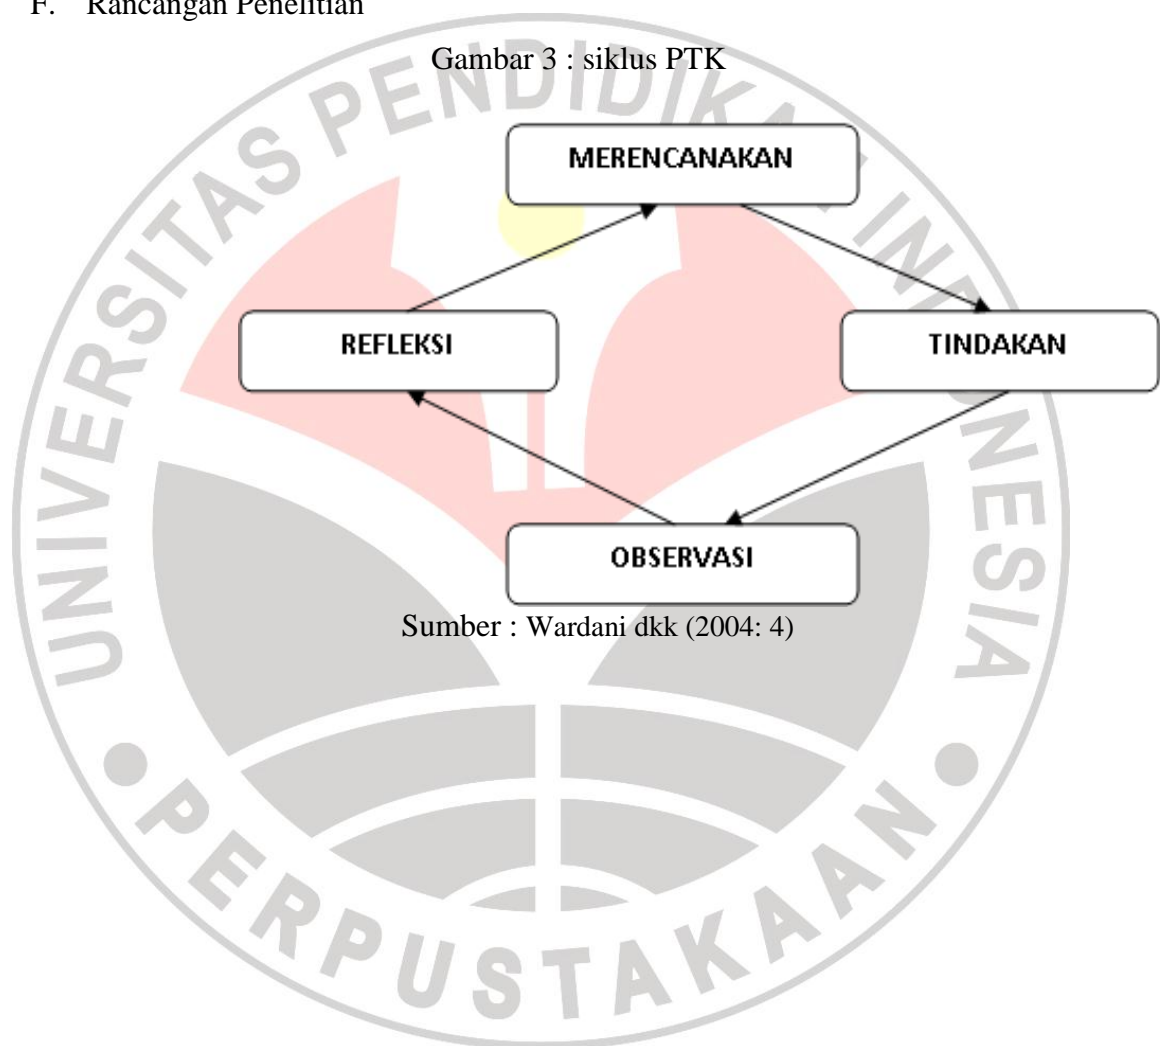 F. Rancangan Penelitian
Gambar 3 : siklus PTK
MERENCANAKAN
REFLEKSI
TINDAKAN
OBSERVASI
Sumber : Wardani dkk (2004: 4)
UNIVERSITAS PENDIDIKAN INDONESIA
PERPUSTAKAAN